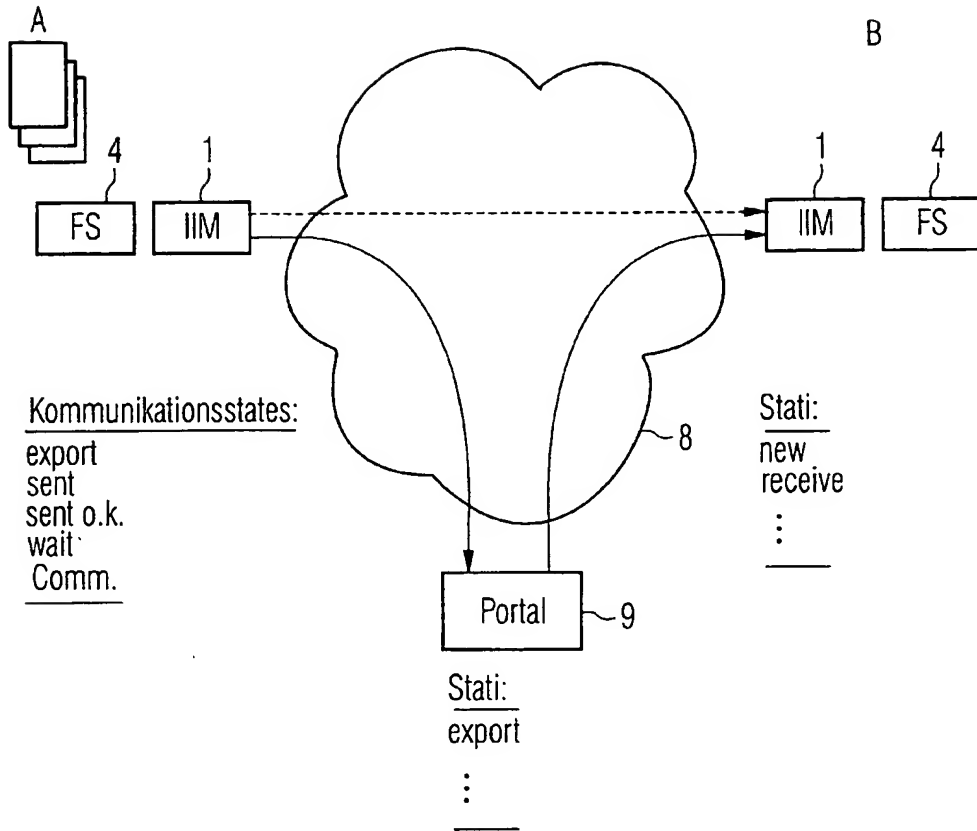 A
B
4
1
1
4
FS
IIM
IIM
FS
Kommunikationsstates:
export
sent
sent o.k.
wait
Comm.
8
Stati:
new
receive
Portal
9
Stati:
export